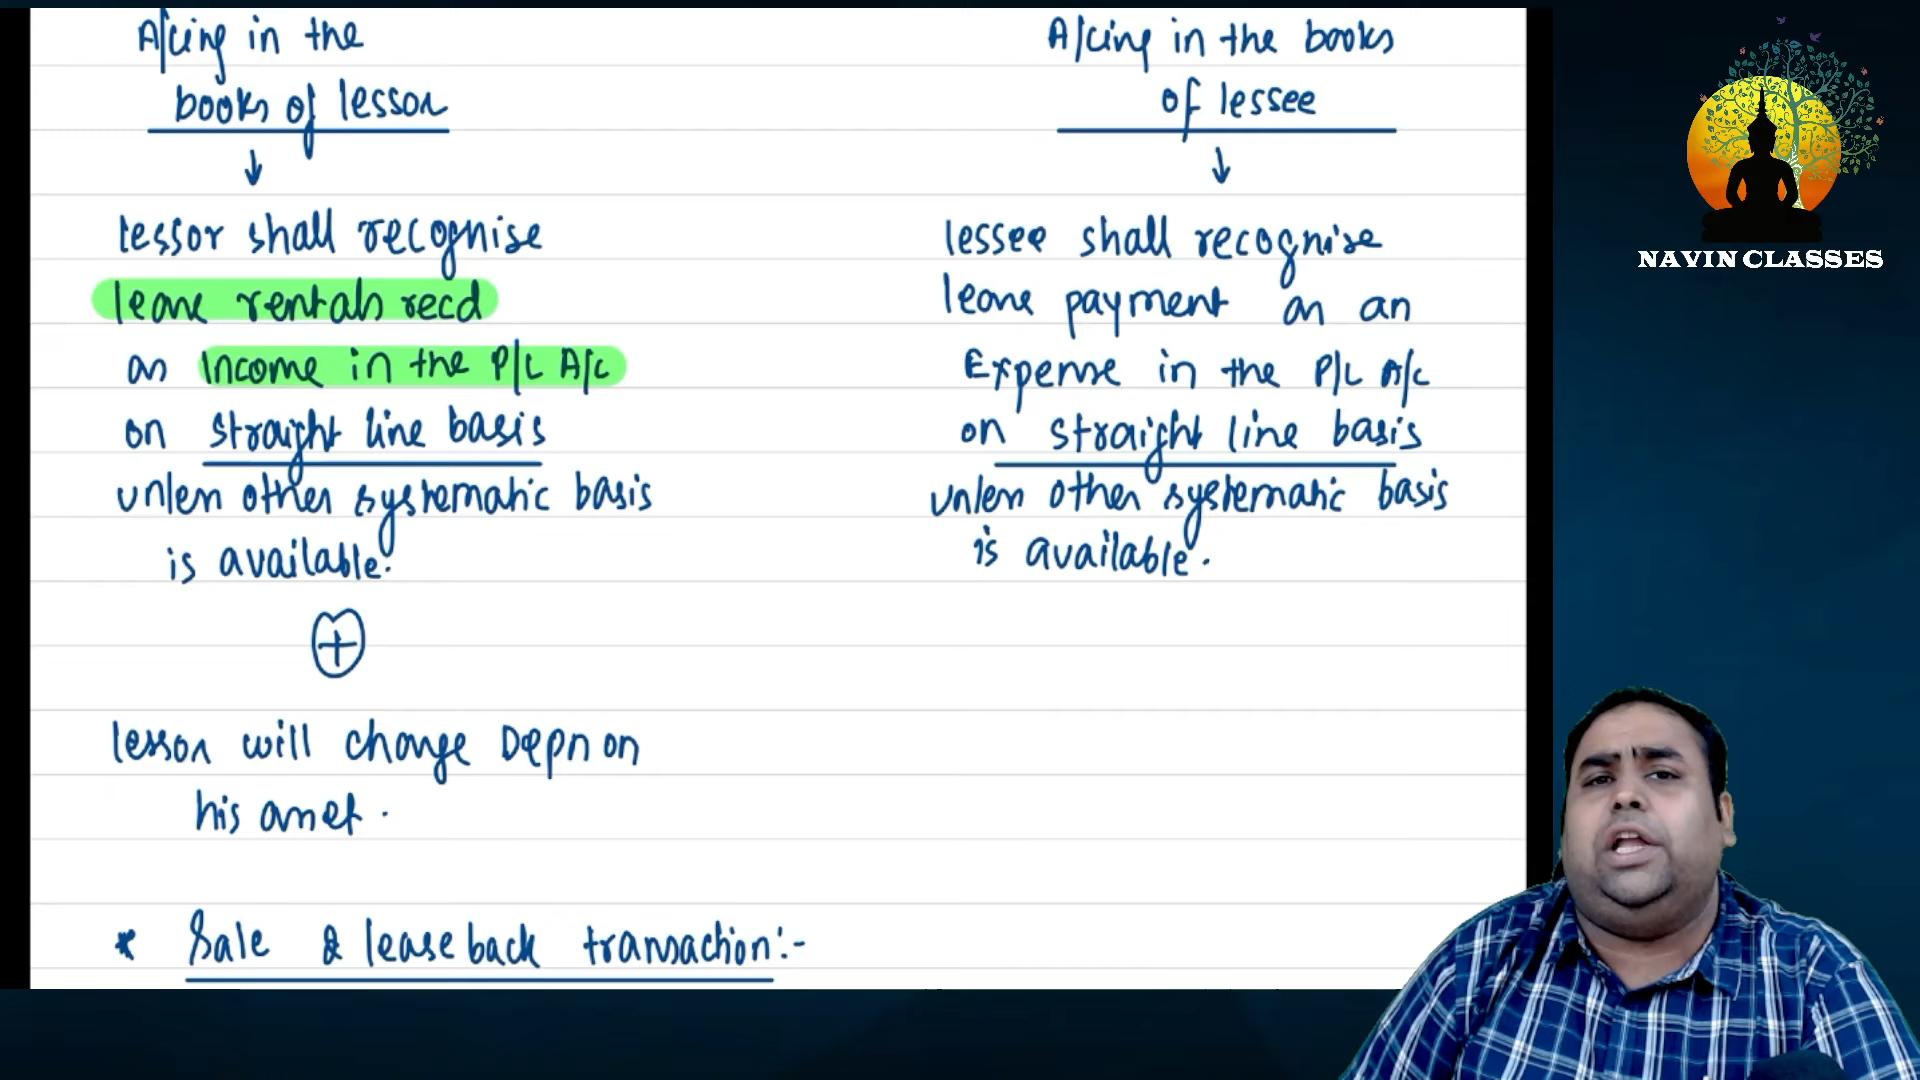 A/cing in the
books of lessor
↓
lessor shall recognise
lease rentals recd
as Income in the P/L A/c
on straight line basis
unless other systematic basis
is available.
+
lessor will charge Depn on
his asset.
* Sale & lease back transaction:-
A/cing in the books
of lessee
↓
lessee shall recognise
lease payment as an
Expense in the P/L A/c
on straight line basis
unless other systematic basis
is available.
NAVIN CLASSES